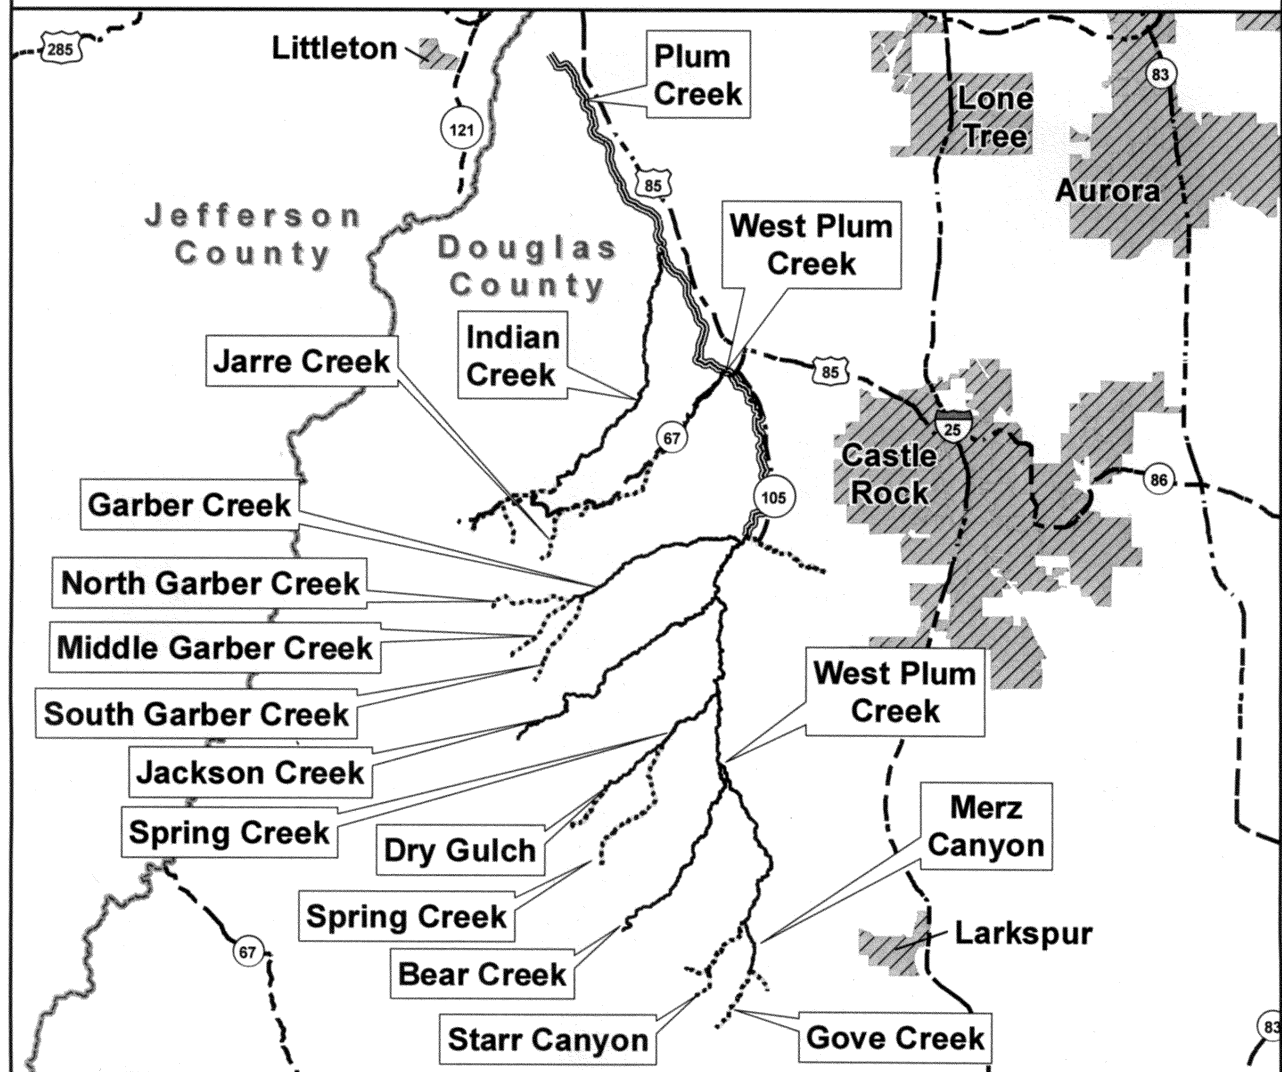 285
Littleton
Plum
Creek
83
Lone
Tree
121
85
Aurora
Jefferson
County
West Plum
Creek
Douglas
County
Indian
Creek
Jarre Creek
85
25
67
Castle
Rock
86
105
Garber Creek
North Garber Creek
Middle Garber Creek
South Garber Creek
West Plum
Creek
Jackson Creek
Spring Creek
Merz
Canyon
Dry Gulch
Spring Creek
Larkspur
67
Bear Creek
Starr Canyon
Gove Creek
83